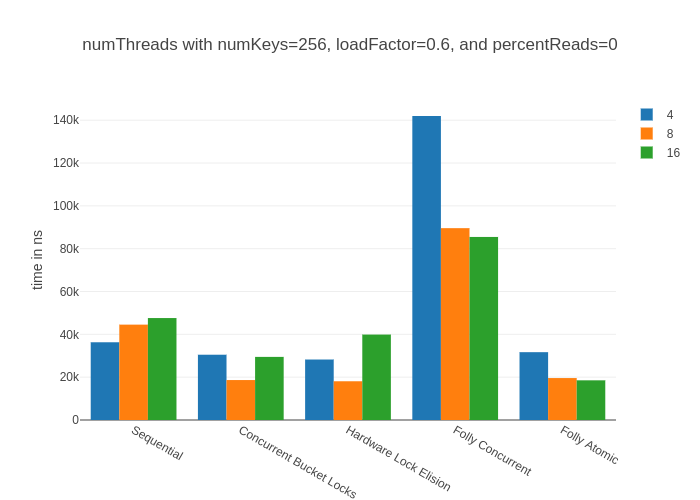 numThreads with numKeys=256, loadFactor=0.6, and percentReads=0
4
8
16
time in ns
140k
120k
100k
80k
60k
40k
20k
0
Sequential
Concurrent Bucket Locks
Hardware Lock Elision
Folly Concurrent
Folly Atomic